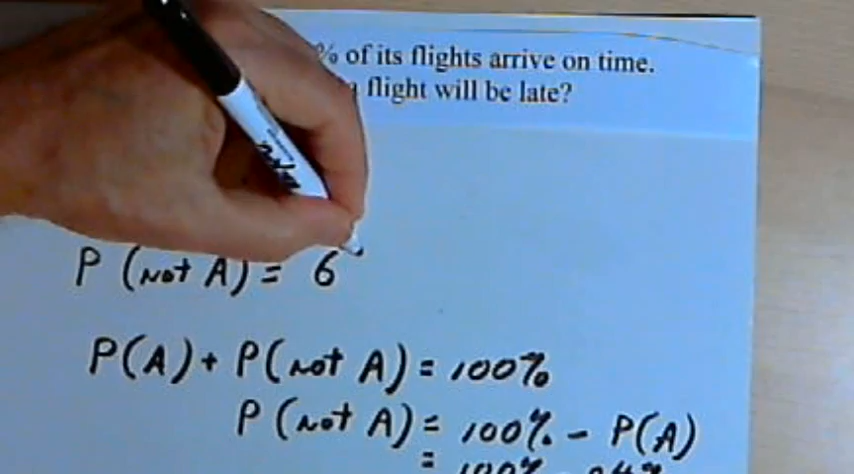 % of its flights arrive on time.
flight will be late?
P (not A) = 6
P(A) + P(not A) = 100%
P (not A) = 100% - P(A)
=